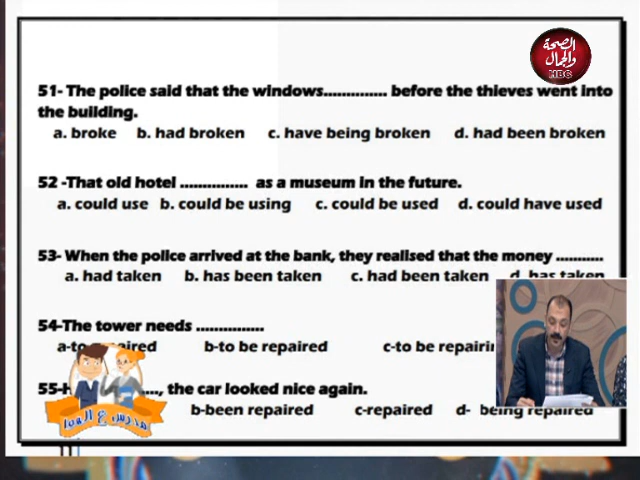 الصحة
والجمال
HBC
51- The police said that the windows.............. before the thieves went into
the building.
a. broke b. had broken c. have being broken d. had been broken
52 -That old hotel ............... as a museum in the future.
a. could use b. could be using c. could be used d. could have used
53- When the police arrived at the bank, they realised that the money ...........
a. had taken b. has been taken c. had been taken d. has taken
54-The tower needs ...............
b-to be repaired
55- , the car looked nice again.
b-been repaired c-repaired d- being repaired
مدرس ع الهوا